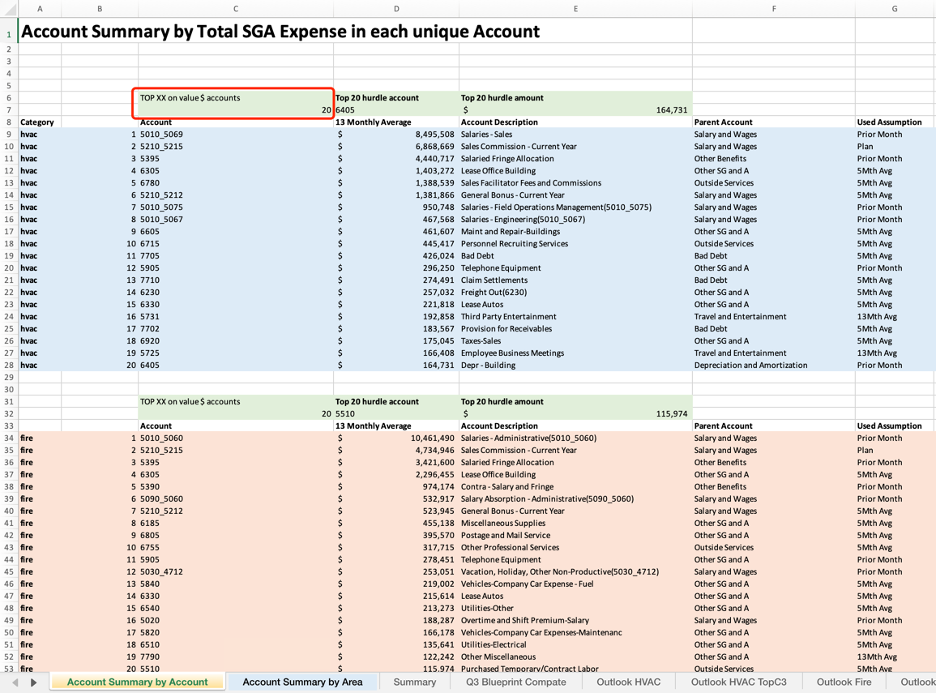 A B C D E F G
1 Account Summary by Total SGA Expense in each unique Account
2
3
4
5
6 TOP XX on value $ accounts Top 20 hurdle account Top 20 hurdle amount
7 20 6405 $ 164,731
8 Category Account 13 Monthly Average Account Description Parent Account Used Assumption
9 hvac 1 5010_5069 $ 8,495,508 Salaries - Sales Salary and Wages Prior Month
10 hvac 2 5210_5215 $ 6,868,669 Sales Commission - Current Year Salary and Wages Plan
11 hvac 3 5395 $ 4,440,717 Salaried Fringe Allocation Other Benefits Prior Month
12 hvac 4 6305 $ 1,403,272 Lease Office Building Other SG and A 5Mth Avg
13 hvac 5 6780 $ 1,388,539 Sales Facilitator Fees and Commissions Outside Services 5Mth Avg
14 hvac 6 5210_5212 $ 1,381,866 General Bonus - Current Year Salary and Wages 5Mth Avg
15 hvac 7 5010_5075 $ 950,748 Salaries - Field Operations Management(5010_5075) Salary and Wages Prior Month
16 hvac 8 5010_5067 $ 467,568 Salaries - Engineering(5010_5067) Salary and Wages Prior Month
17 hvac 9 6605 $ 461,607 Maint and Repair-Buildings Other SG and A 5Mth Avg
18 hvac 10 6715 $ 445,417 Personnel Recruiting Services Outside Services 5Mth Avg
19 hvac 11 7705 $ 426,024 Bad Debt Bad Debt 5Mth Avg
20 hvac 12 5905 $ 296,250 Telephone Equipment Other SG and A Prior Month
21 hvac 13 7710 $ 274,491 Claim Settlements Bad Debt 5Mth Avg
22 hvac 14 6230 $ 257,032 Freight Out(6230) Other SG and A 5Mth Avg
23 hvac 15 6330 $ 221,818 Lease Autos Other SG and A 5Mth Avg
24 hvac 16 5731 $ 192,858 Third Party Entertainment Travel and Entertainment 13Mth Avg
25 hvac 17 7702 $ 183,567 Provision for Receivables Bad Debt 5Mth Avg
26 hvac 18 6920 $ 175,045 Taxes-Sales Other SG and A 5Mth Avg
27 hvac 19 5725 $ 166,408 Employee Business Meetings Travel and Entertainment 13Mth Avg
28 hvac 20 6405 $ 164,731 Depr - Building Depreciation and Amortization Prior Month
29
30
31 TOP XX on value $ accounts Top 20 hurdle account Top 20 hurdle amount
32 20 5510 $ 115,974
33 Account 13 Monthly Average Account Description Parent Account Used Assumption
34 fire 1 5010_5060 $ 10,461,490 Salaries - Administrative(5010_5060) Salary and Wages Prior Month
35 fire 2 5210_5215 $ 4,734,946 Sales Commission - Current Year Salary and Wages Plan
36 fire 3 5395 $ 3,421,600 Salaried Fringe Allocation Other Benefits Prior Month
37 fire 4 6305 $ 2,296,455 Lease Office Building Other SG and A 5Mth Avg
38 fire 5 5390 $ 974,174 Contra - Salary and Fringe Other Benefits Prior Month
39 fire 6 5090_5060 $ 532,917 Salary Absorption - Administrative(5090_5060) Salary and Wages Prior Month
40 fire 7 5210_5212 $ 523,945 General Bonus - Current Year Salary and Wages 5Mth Avg
41 fire 8 6185 $ 455,138 Miscellaneous Supplies Other SG and A 5Mth Avg
42 fire 9 6805 $ 395,570 Postage and Mail Service Other SG and A 5Mth Avg
43 fire 10 6755 $ 317,715 Other Professional Services Outside Services 5Mth Avg
44 fire 11 5905 $ 278,451 Telephone Equipment Other SG and A Prior Month
45 fire 12 5030_4712 $ 253,051 Vacation, Holiday, Other Non-Productive(5030_4712) Salary and Wages Prior Month
46 fire 13 5840 $ 219,002 Vehicles-Company Car Expense - Fuel Other SG and A 5Mth Avg
47 fire 14 6330 $ 215,614 Lease Autos Other SG and A 5Mth Avg
48 fire 15 6540 $ 213,273 Utilities-Other Other SG and A 5Mth Avg
49 fire 16 5020 $ 188,287 Overtime and Shift Premium-Salary Salary and Wages Prior Month
50 fire 17 5820 $ 166,178 Vehicles-Company Car Expenses-Maintenanc Other SG and A 5Mth Avg
51 fire 18 6510 $ 135,641 Utilities-Electrical Other SG and A 5Mth Avg
52 fire 19 7790 $ 122,242 Other Miscellaneous Other SG and A 13Mth Avg
53 fire 20 5510 $ 115,974 Purchased Temporary/Contract Labor Outside Services 5Mth Avg
Account Summary by Account Account Summary by Area Summary Q3 Blueprint Compate Outlook HVAC Outlook HVAC TopC3 Outlook Fire Outlook